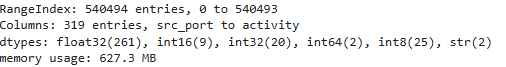 RangeIndex: 540494 entries, 0 to 540493
Columns: 319 entries, src_port to activity
dtypes: float32(261), int16(9), int32(20), int64(2), int8(25), str(2)
memory usage: 627.3 MB